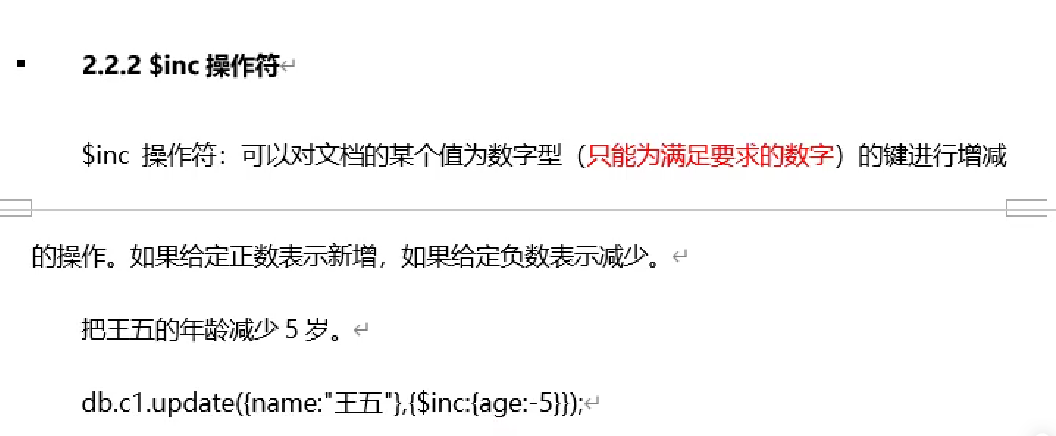 2.2.2 $inc 操作符
$inc 操作符：可以对文档的某个值为数字型（只能为满足要求的数字）的键进行增减
的操作。如果给定正数表示新增，如果给定负数表示减少。
把王五的年龄减少 5 岁。
db.c1.update({name:"王五"},{$inc:{age:-5}});